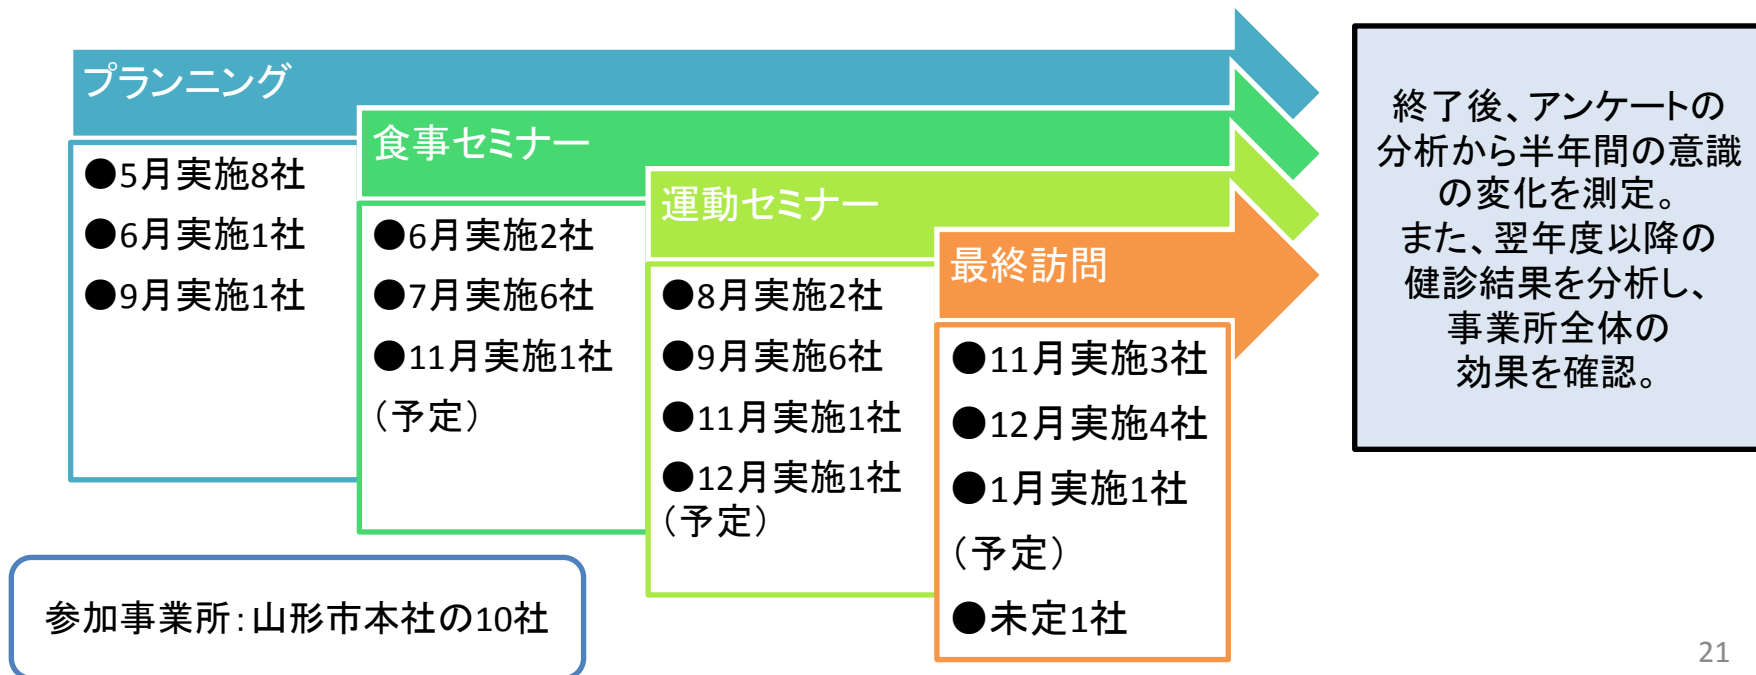 プランニング
●5月実施8社
●6月実施1社
●9月実施1社
食事セミナー
●6月実施2社
●7月実施6社
●11月実施1社
（予定）
運動セミナー
●8月実施2社
●9月実施6社
●11月実施1社
●12月実施1社
（予定）
最終訪問
●11月実施3社
●12月実施4社
●1月実施1社
（予定）
●未定1社
終了後、アンケートの
分析から半年間の意識
の変化を測定。
また、翌年度以降の
健診結果を分析し、
事業所全体の
効果を確認。
参加事業所：山形市本社の10社
21